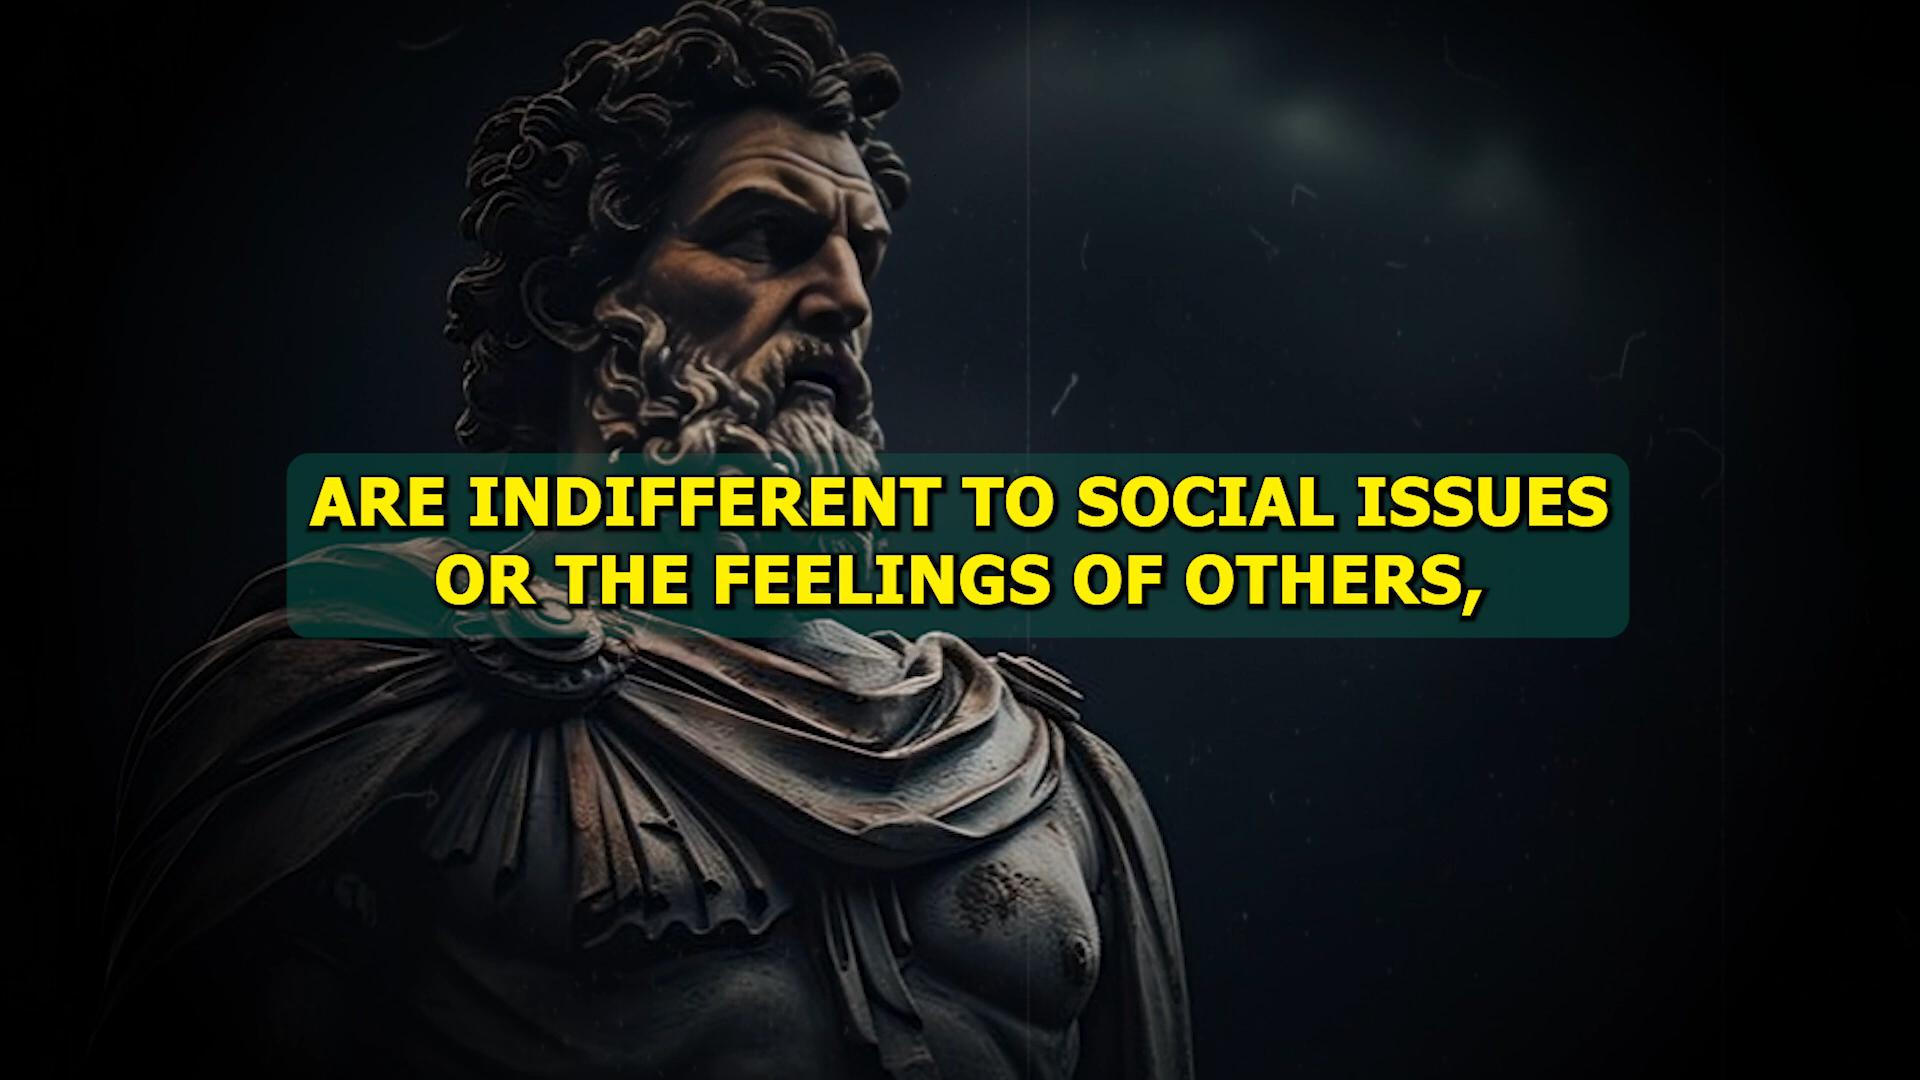 ARE INDIFFERENT TO SOCIAL ISSUES
OR THE FEELINGS OF OTHERS,